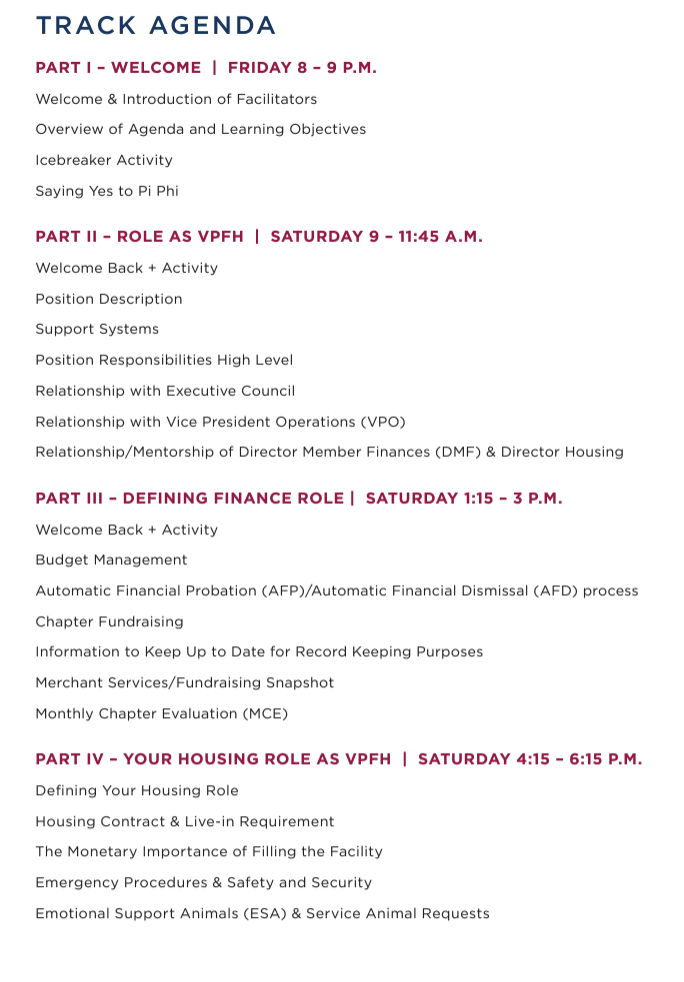 TRACK AGENDA
PART I – WELCOME | FRIDAY 8 – 9 P.M.
Welcome & Introduction of Facilitators
Overview of Agenda and Learning Objectives
Icebreaker Activity
Saying Yes to Pi Phi
PART II – ROLE AS VPFH | SATURDAY 9 – 11:45 A.M.
Welcome Back + Activity
Position Description
Support Systems
Position Responsibilities High Level
Relationship with Executive Council
Relationship with Vice President Operations (VPO)
Relationship/Mentorship of Director Member Finances (DMF) & Director Housing
PART III – DEFINING FINANCE ROLE | SATURDAY 1:15 – 3 P.M.
Welcome Back + Activity
Budget Management
Automatic Financial Probation (AFP)/Automatic Financial Dismissal (AFD) process
Chapter Fundraising
Information to Keep Up to Date for Record Keeping Purposes
Merchant Services/Fundraising Snapshot
Monthly Chapter Evaluation (MCE)
PART IV – YOUR HOUSING ROLE AS VPFH | SATURDAY 4:15 – 6:15 P.M.
Defining Your Housing Role
Housing Contract & Live-in Requirement
The Monetary Importance of Filling the Facility
Emergency Procedures & Safety and Security
Emotional Support Animals (ESA) & Service Animal Requests